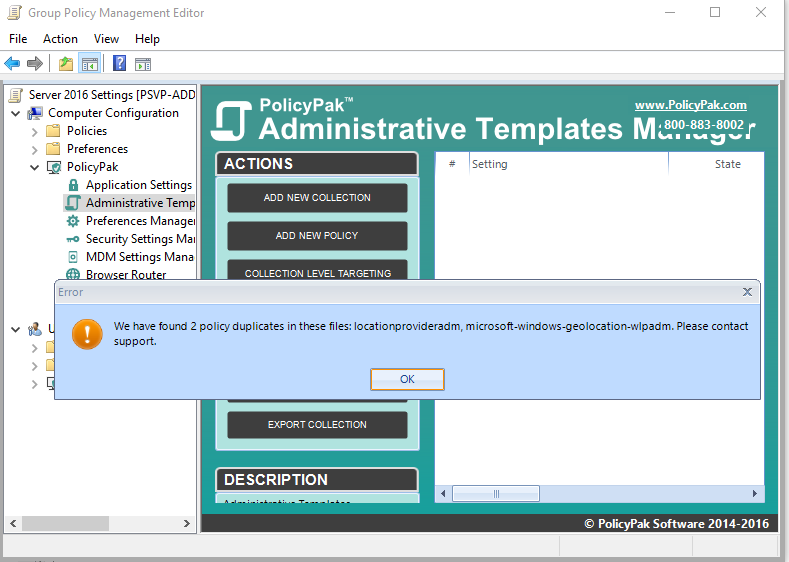 Group Policy Management Editor
File Action View Help
Server 2016 Settings [PSVP-ADD
Computer Configuration
Policies
Preferences
PolicyPak
Application Settings
Administrative Temp
Preferences Manager
Security Settings Ma
MDM Settings Mana
Browser Router
U
PolicyPak™
Administrative Templates Manager
www.PolicyPak.com
800-883-8002
ACTIONS
ADD NEW COLLECTION
ADD NEW POLICY
COLLECTION LEVEL TARGETING
# Setting State
Error
We have found 2 policy duplicates in these files: locationprovideradm, microsoft-windows-geolocation-wlpadm. Please contact
support.
OK
EXPORT COLLECTION
DESCRIPTION
Administrative Templates
© PolicyPak Software 2014-2016